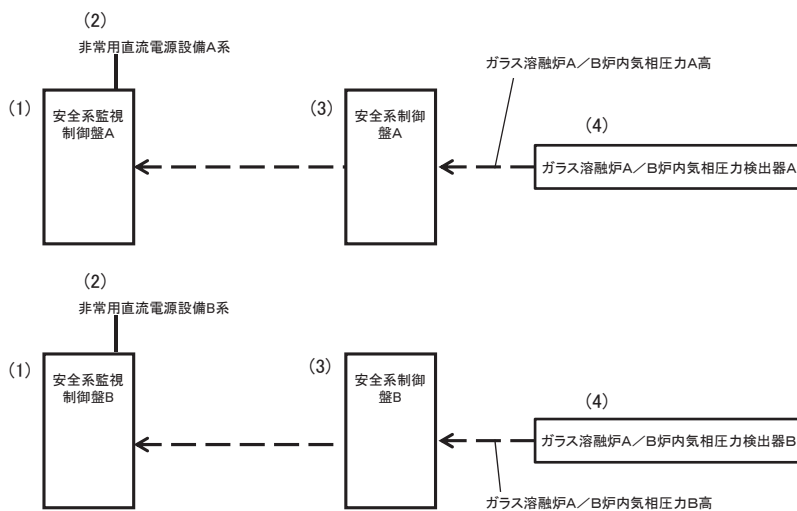 (2)
非常用直流電源設備A系
ガラス溶融炉A／B炉内気相圧力A高
(1)
安全系監視
制御盤A
(3)
安全系制御
盤A
(4)
ガラス溶融炉A／B炉内気相圧力検出器A
(2)
非常用直流電源設備B系
(1)
安全系監視
制御盤B
(3)
安全系制御
盤B
(4)
ガラス溶融炉A／B炉内気相圧力検出器B
ガラス溶融炉A／B炉内気相圧力B高